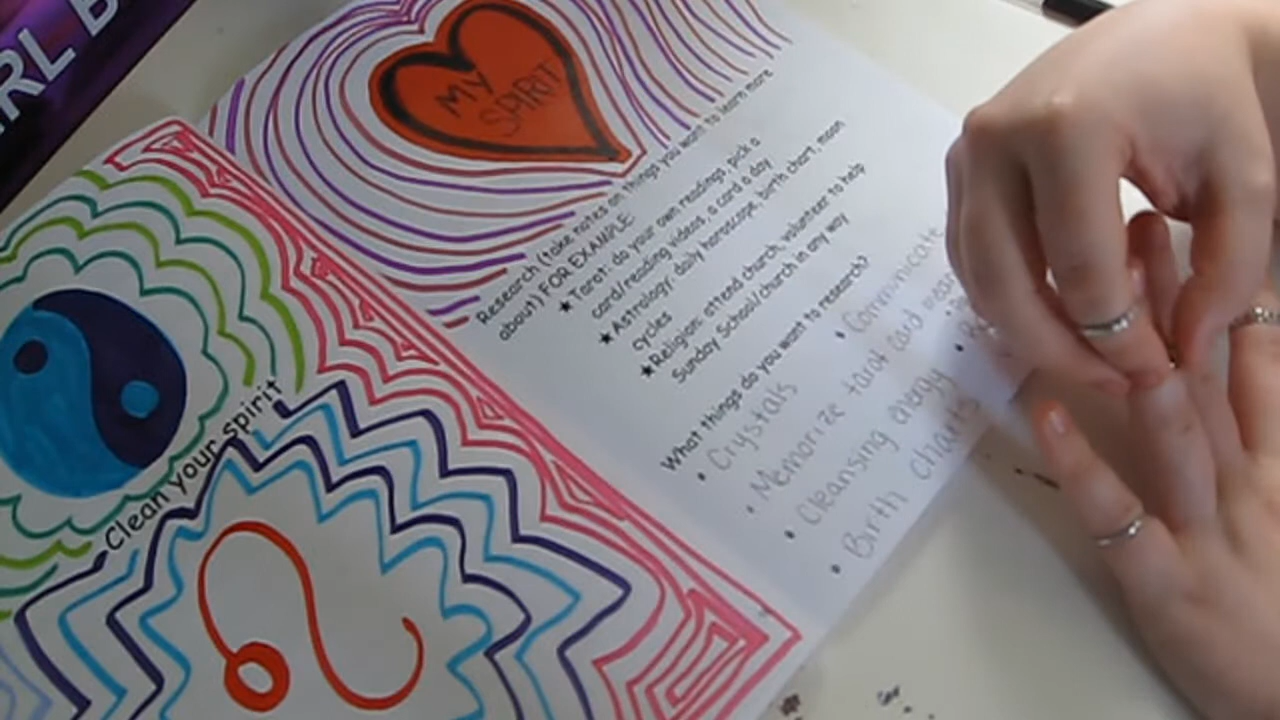 MY
SPIRIT
Research (take notes on things you want to learn more
about!) FOR EXAMPLE:
★Tarot: do your own readings, pick a
card/reading videos, a card a day
★Astrology: daily horoscope, birth chart, moon
cycles
★Religion: attend church, volunteer to help
Sunday School/church in any way
What things do you want to research?
• Crystals
• Memorize tarot card
• Cleansing energy
• Birth charts
• Communicate
Clean your spirit